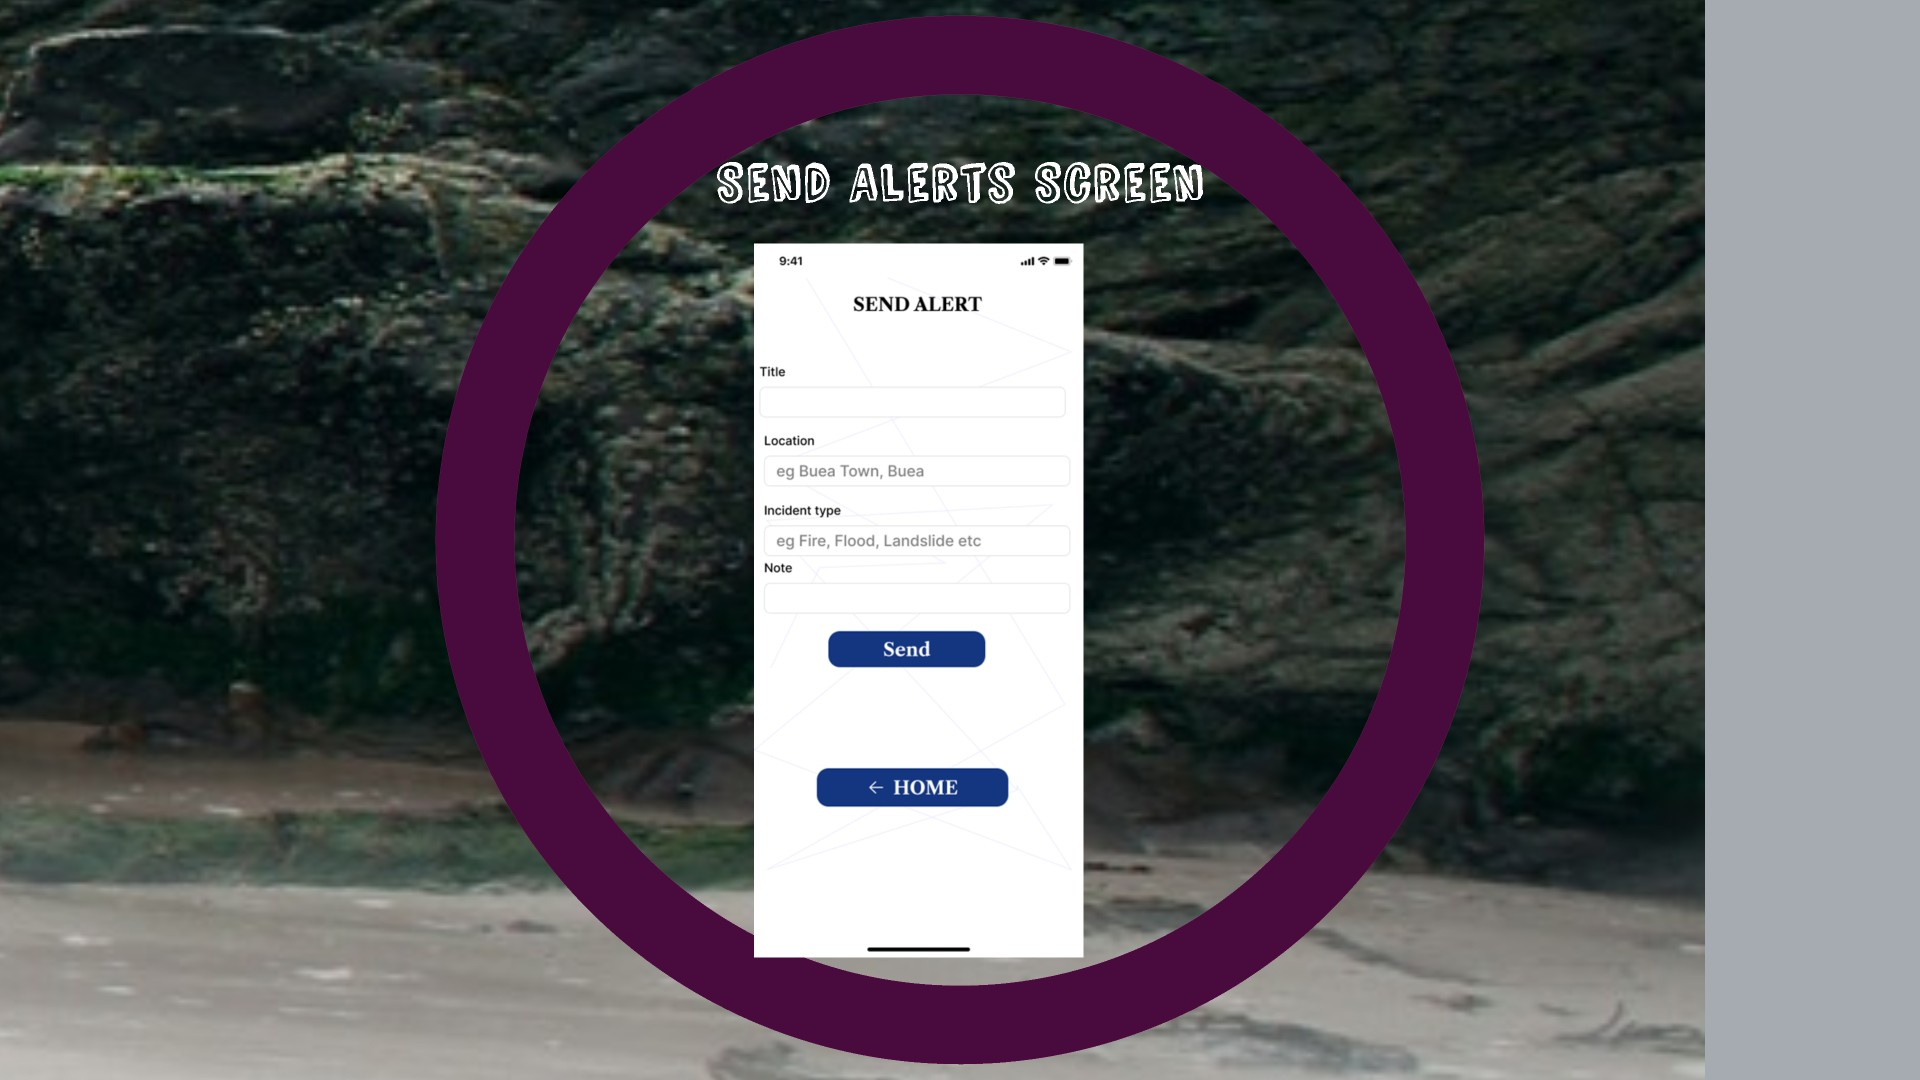 SEND ALERTS SCREEN
9:41
SEND ALERT
Title
Location
eg Buea Town, Buea
Incident type
eg Fire, Flood, Landslide etc
Note
Send
← HOME